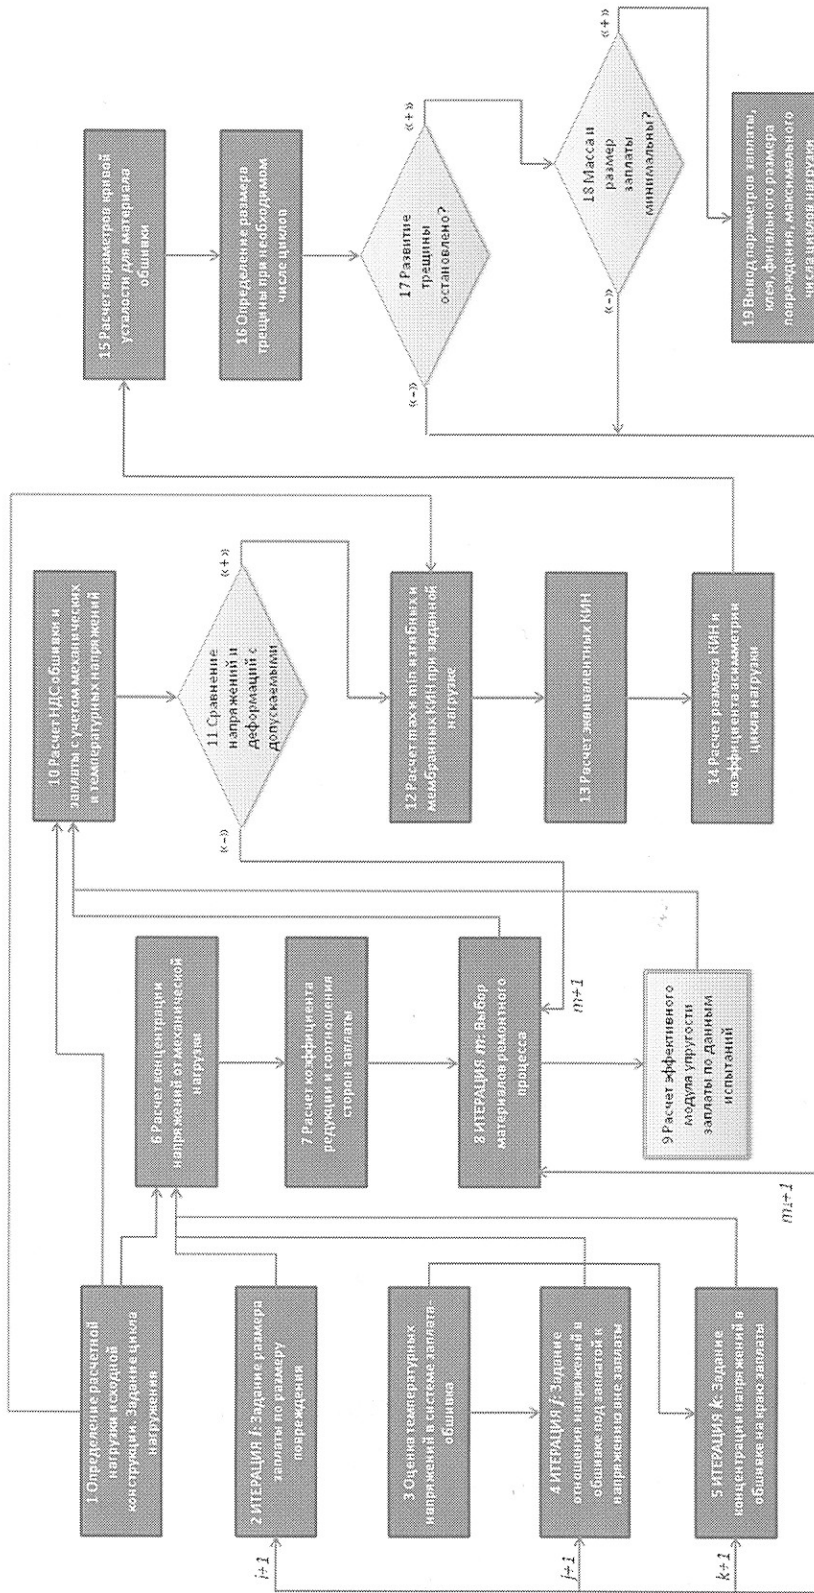 1 Определение расчетной
нагрузки исходной
конструкции. Задание цикла
нагружения
2 ИТЕРАЦИЯ i: Задание размера
заплаты по размеру
повреждения
3 Оценка температурных
напряжений в системе заплата-
обшивка
4 ИТЕРАЦИЯ j: Задание
отношения напряжений в
обшивке под заплатой к
напряжению вне заплаты
5 ИТЕРАЦИЯ k: Задание
концентрации напряжений в
обшивке на краю заплаты
i+1
j+1
k+1
6 Расчет концентрации
напряжений от механической
нагрузки
7 Расчет коэффициента
редукции и соотношения
сторон заплаты
8 ИТЕРАЦИЯ m: Выбор
материалов ремонтного
процесса
9 Расчет эффективного
модуля упругости
заплаты по данным
испытаний
m+1
m+1
10 Расчет НДС обшивки и
заплаты с учетом механических
и температурных напряжений
11 Сравнение
напряжений и
деформаций с
допускаемыми
«-»
«+»
12 Расчет max и min изгибных и
мембранных КИН при заданной
нагрузке
13 Расчет эквивалентных КИН
14 Расчет размаха КИН и
коэффициента асимметрии
цикла нагрузки
15 Расчет параметров кривой
усталости для материала
обшивки
16 Определение размера
трещины при необходимом
числе циклов
17 Развитие
трещины
остановлено?
«-»
«+»
18 Масса и
размер
заплаты
минимальны?
«-»
«+»
19 Вывод параметров заплаты,
клея, финального размера
повреждения, максимального
числа циклов нагрузки